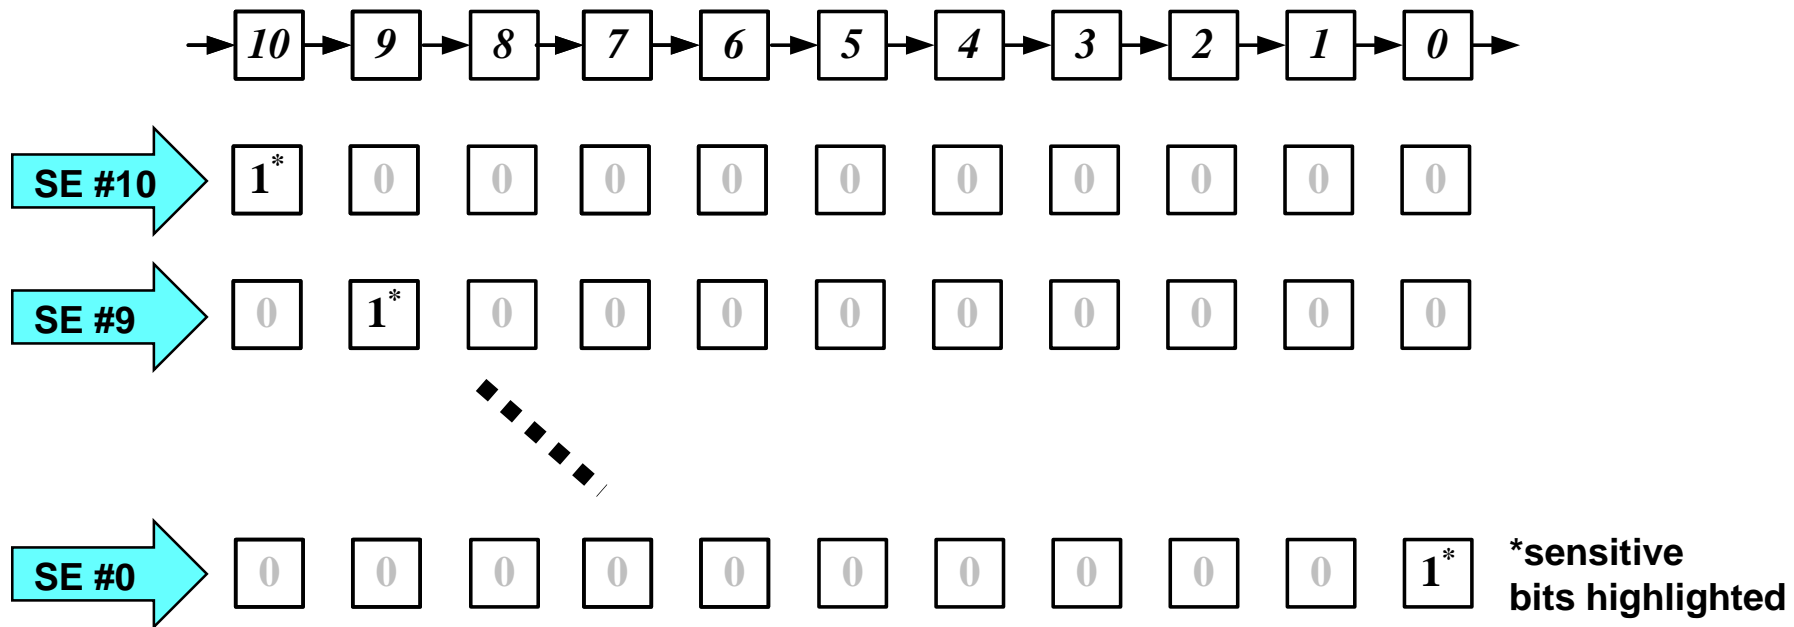 10 9 8 7 6 5 4 3 2 1 0
SE #10 1* 0 0 0 0 0 0 0 0 0 0
SE #9 0 1* 0 0 0 0 0 0 0 0 0
SE #0 0 0 0 0 0 0 0 0 0 0 1*
*sensitive
bits highlighted